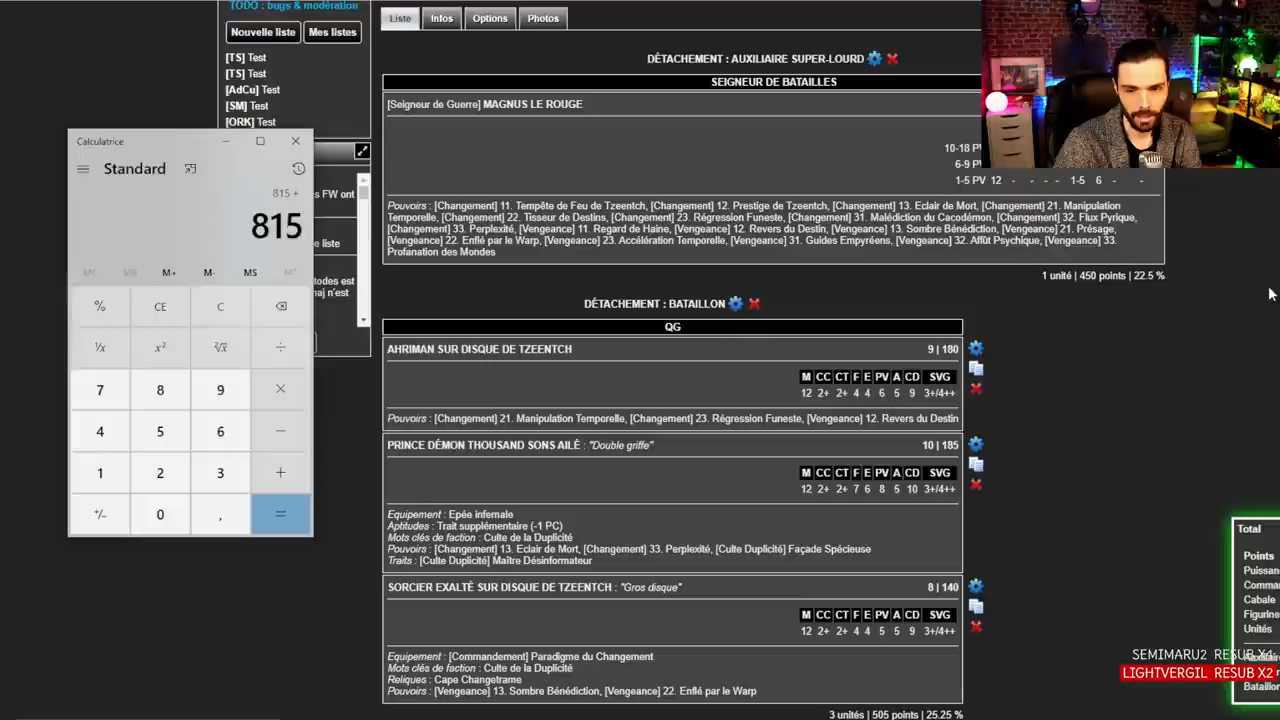 TODO : bugs & modération
Nouvelle liste
Mes listes
[TS] Test
[TS] Test
[AdCu] Test
[SM] Test
[ORK] Test
s FW ont
e liste
todes est
naj n'est
Calculatrice
Standard
815 +
815
MC MR M+ M- MS M˅
% CE C
¹/x x² ²√x ÷
7 8 9 ×
4 5 6 −
1 2 3 +
+/- 0 , =
Liste Infos Options Photos
DÉTACHEMENT : AUXILIAIRE SUPER-LOURD
SEIGNEUR DE BATAILLES
[Seigneur de Guerre] MAGNUS LE ROUGE
10-18 PV
6-9 PV
1-5 PV 12 - - - - 1-5 6 - -
Pouvoirs : [Changement] 11. Tempête de Feu de Tzeentch, [Changement] 12. Prestige de Tzeentch, [Changement] 13. Eclair de Mort, [Changement] 21. Manipulation
Temporelle, [Changement] 22. Tisseur de Destins, [Changement] 23. Régression Funeste, [Changement] 31. Malédiction du Cacodémon, [Changement] 32. Flux Pyrique,
[Changement] 33. Perplexité, [Vengeance] 11. Regard de Haine, [Vengeance] 12. Revers du Destin, [Vengeance] 13. Sombre Bénédiction, [Vengeance] 21. Présage,
[Vengeance] 22. Enflé par le Warp, [Vengeance] 23. Accélération Temporelle, [Vengeance] 31. Guides Empyréens, [Vengeance] 32. Affût Psychique, [Vengeance] 33.
Profanation des Mondes
1 unité | 450 points | 22.5 %
DÉTACHEMENT : BATAILLON
QG
AHRIMAN SUR DISQUE DE TZEENTCH 9 | 180
M CC CT F E PV A CD SVG
12 2+ 2+ 4 4 6 5 9 3+/4++
Pouvoirs : [Changement] 21. Manipulation Temporelle, [Changement] 23. Régression Funeste, [Vengeance] 12. Revers du Destin
PRINCE DÉMON THOUSAND SONS AILÉ : "Double griffe" 10 | 185
M CC CT F E PV A CD SVG
12 2+ 2+ 7 6 8 5 10 3+/4++
Equipement : Epée infernale
Aptitudes : Trait supplémentaire (-1 PC)
Mots clés de faction : Culte de la Duplicité
Pouvoirs : [Changement] 13. Eclair de Mort, [Changement] 33. Perplexité, [Culte Duplicité] Façade Spécieuse
Traits : [Culte Duplicité] Maître Désinformateur
SORCIER EXALTÉ SUR DISQUE DE TZEENTCH : "Gros disque" 8 | 140
M CC CT F E PV A CD SVG
12 2+ 2+ 4 4 5 5 9 3+/4++
Equipement : [Commandement] Paradigme du Changement
Mots clés de faction : Culte de la Duplicité
Reliques : Cape Changetrame
Pouvoirs : [Vengeance] 13. Sombre Bénédiction, [Vengeance] 22. Enflé par le Warp
3 unités | 505 points | 25.25 %
Total
Points
Puissan
Comma
Cabale
Figurine
Unités
Bataillor
SEMIMARU2 RESUB X4
LIGHTVERGIL RESUB X2